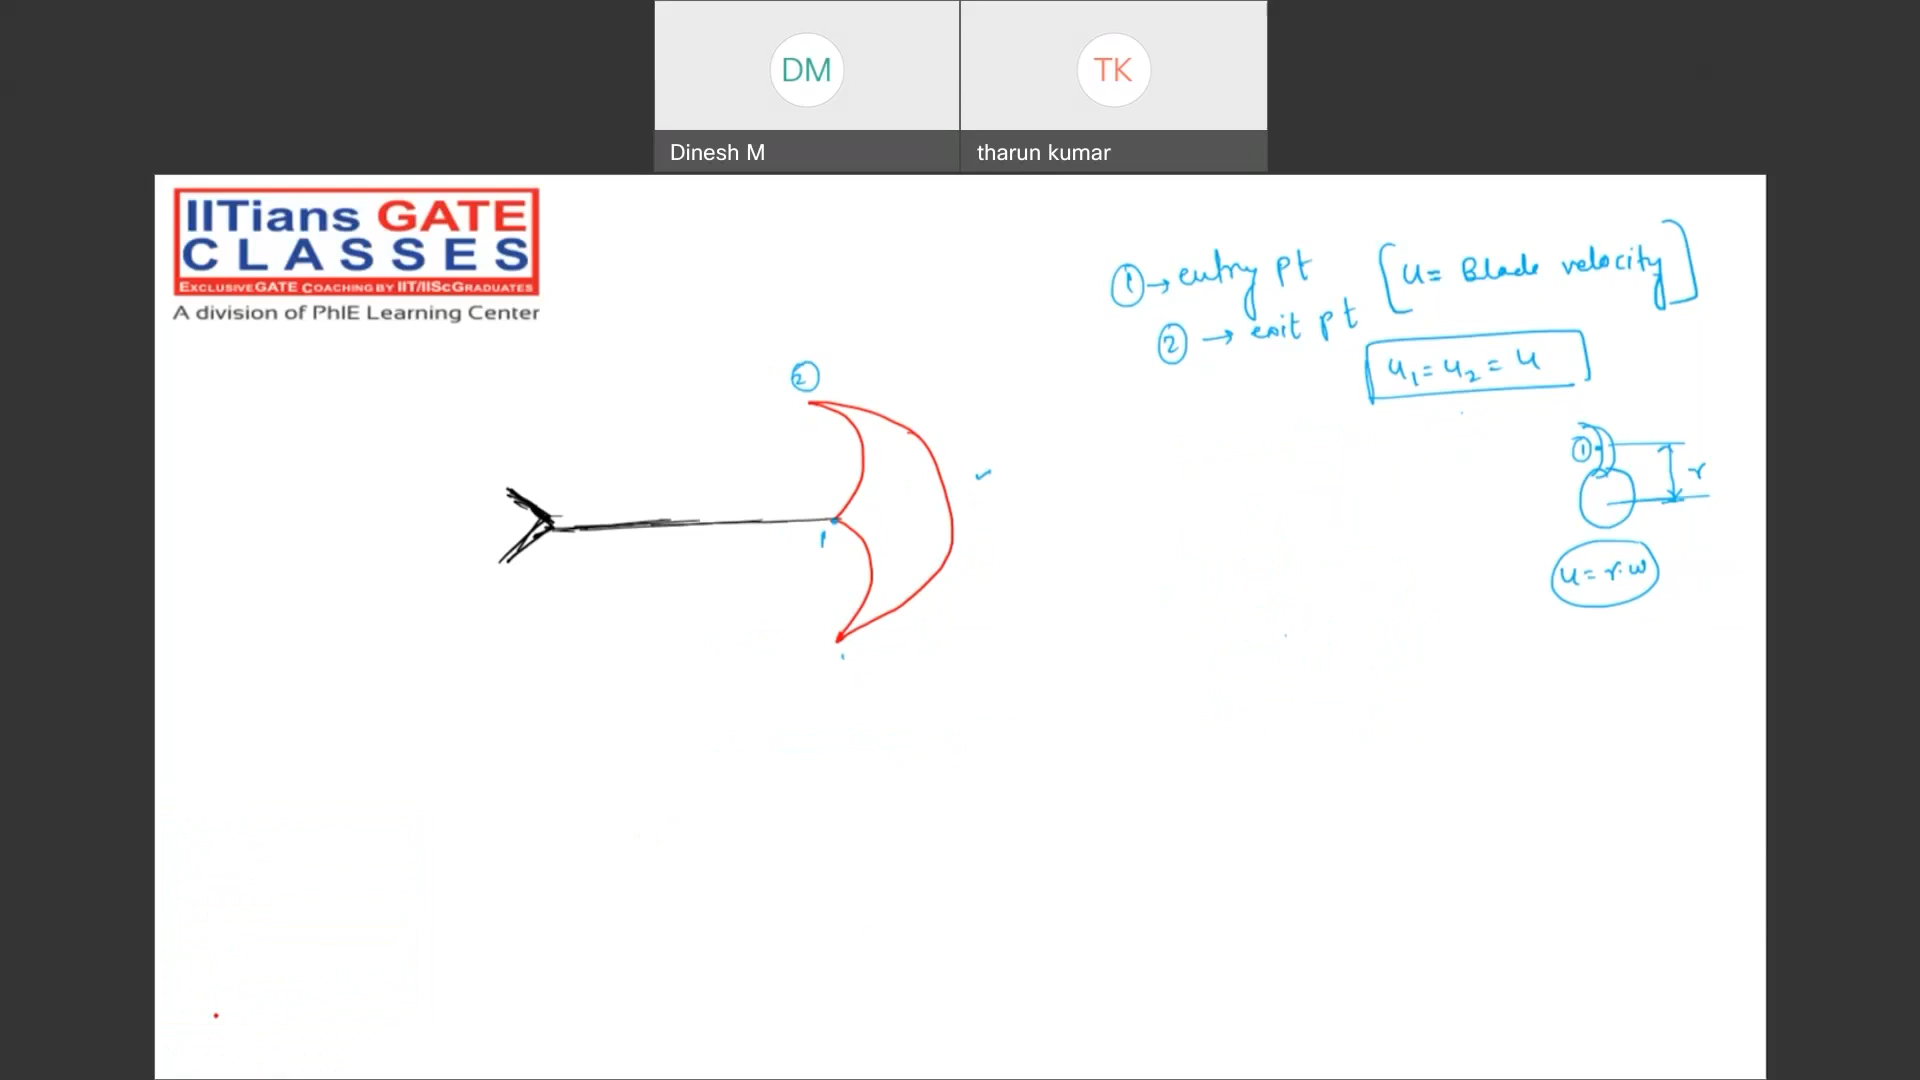 DM
TK
Dinesh M
tharun kumar
IITians GATE
CLASSES
EXCLUSIVE GATE COACHING BY IIT/IISC GRADUATES
A division of PhIE Learning Center
① → entry pt [u = Blade velocity]
② → exit pt
u₁ = u₂ = u
②
1
①
r
u = r.w